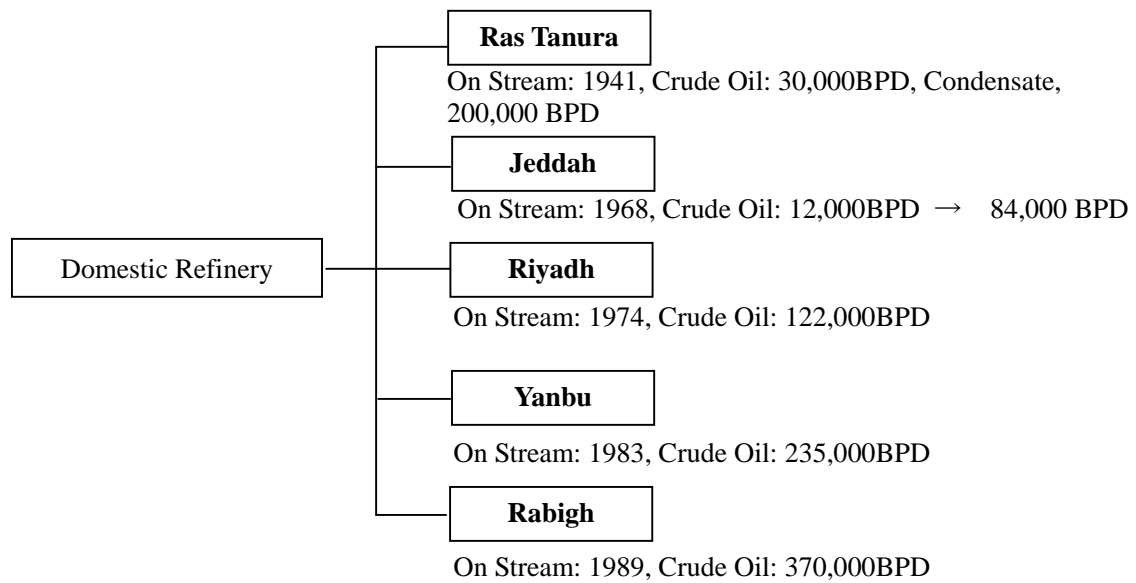 Ras Tanura
On Stream: 1941, Crude Oil: 30,000BPD, Condensate,
200,000 BPD
Jeddah
On Stream: 1968, Crude Oil: 12,000BPD → 84,000 BPD
Domestic Refinery
Riyadh
On Stream: 1974, Crude Oil: 122,000BPD
Yanbu
On Stream: 1983, Crude Oil: 235,000BPD
Rabigh
On Stream: 1989, Crude Oil: 370,000BPD